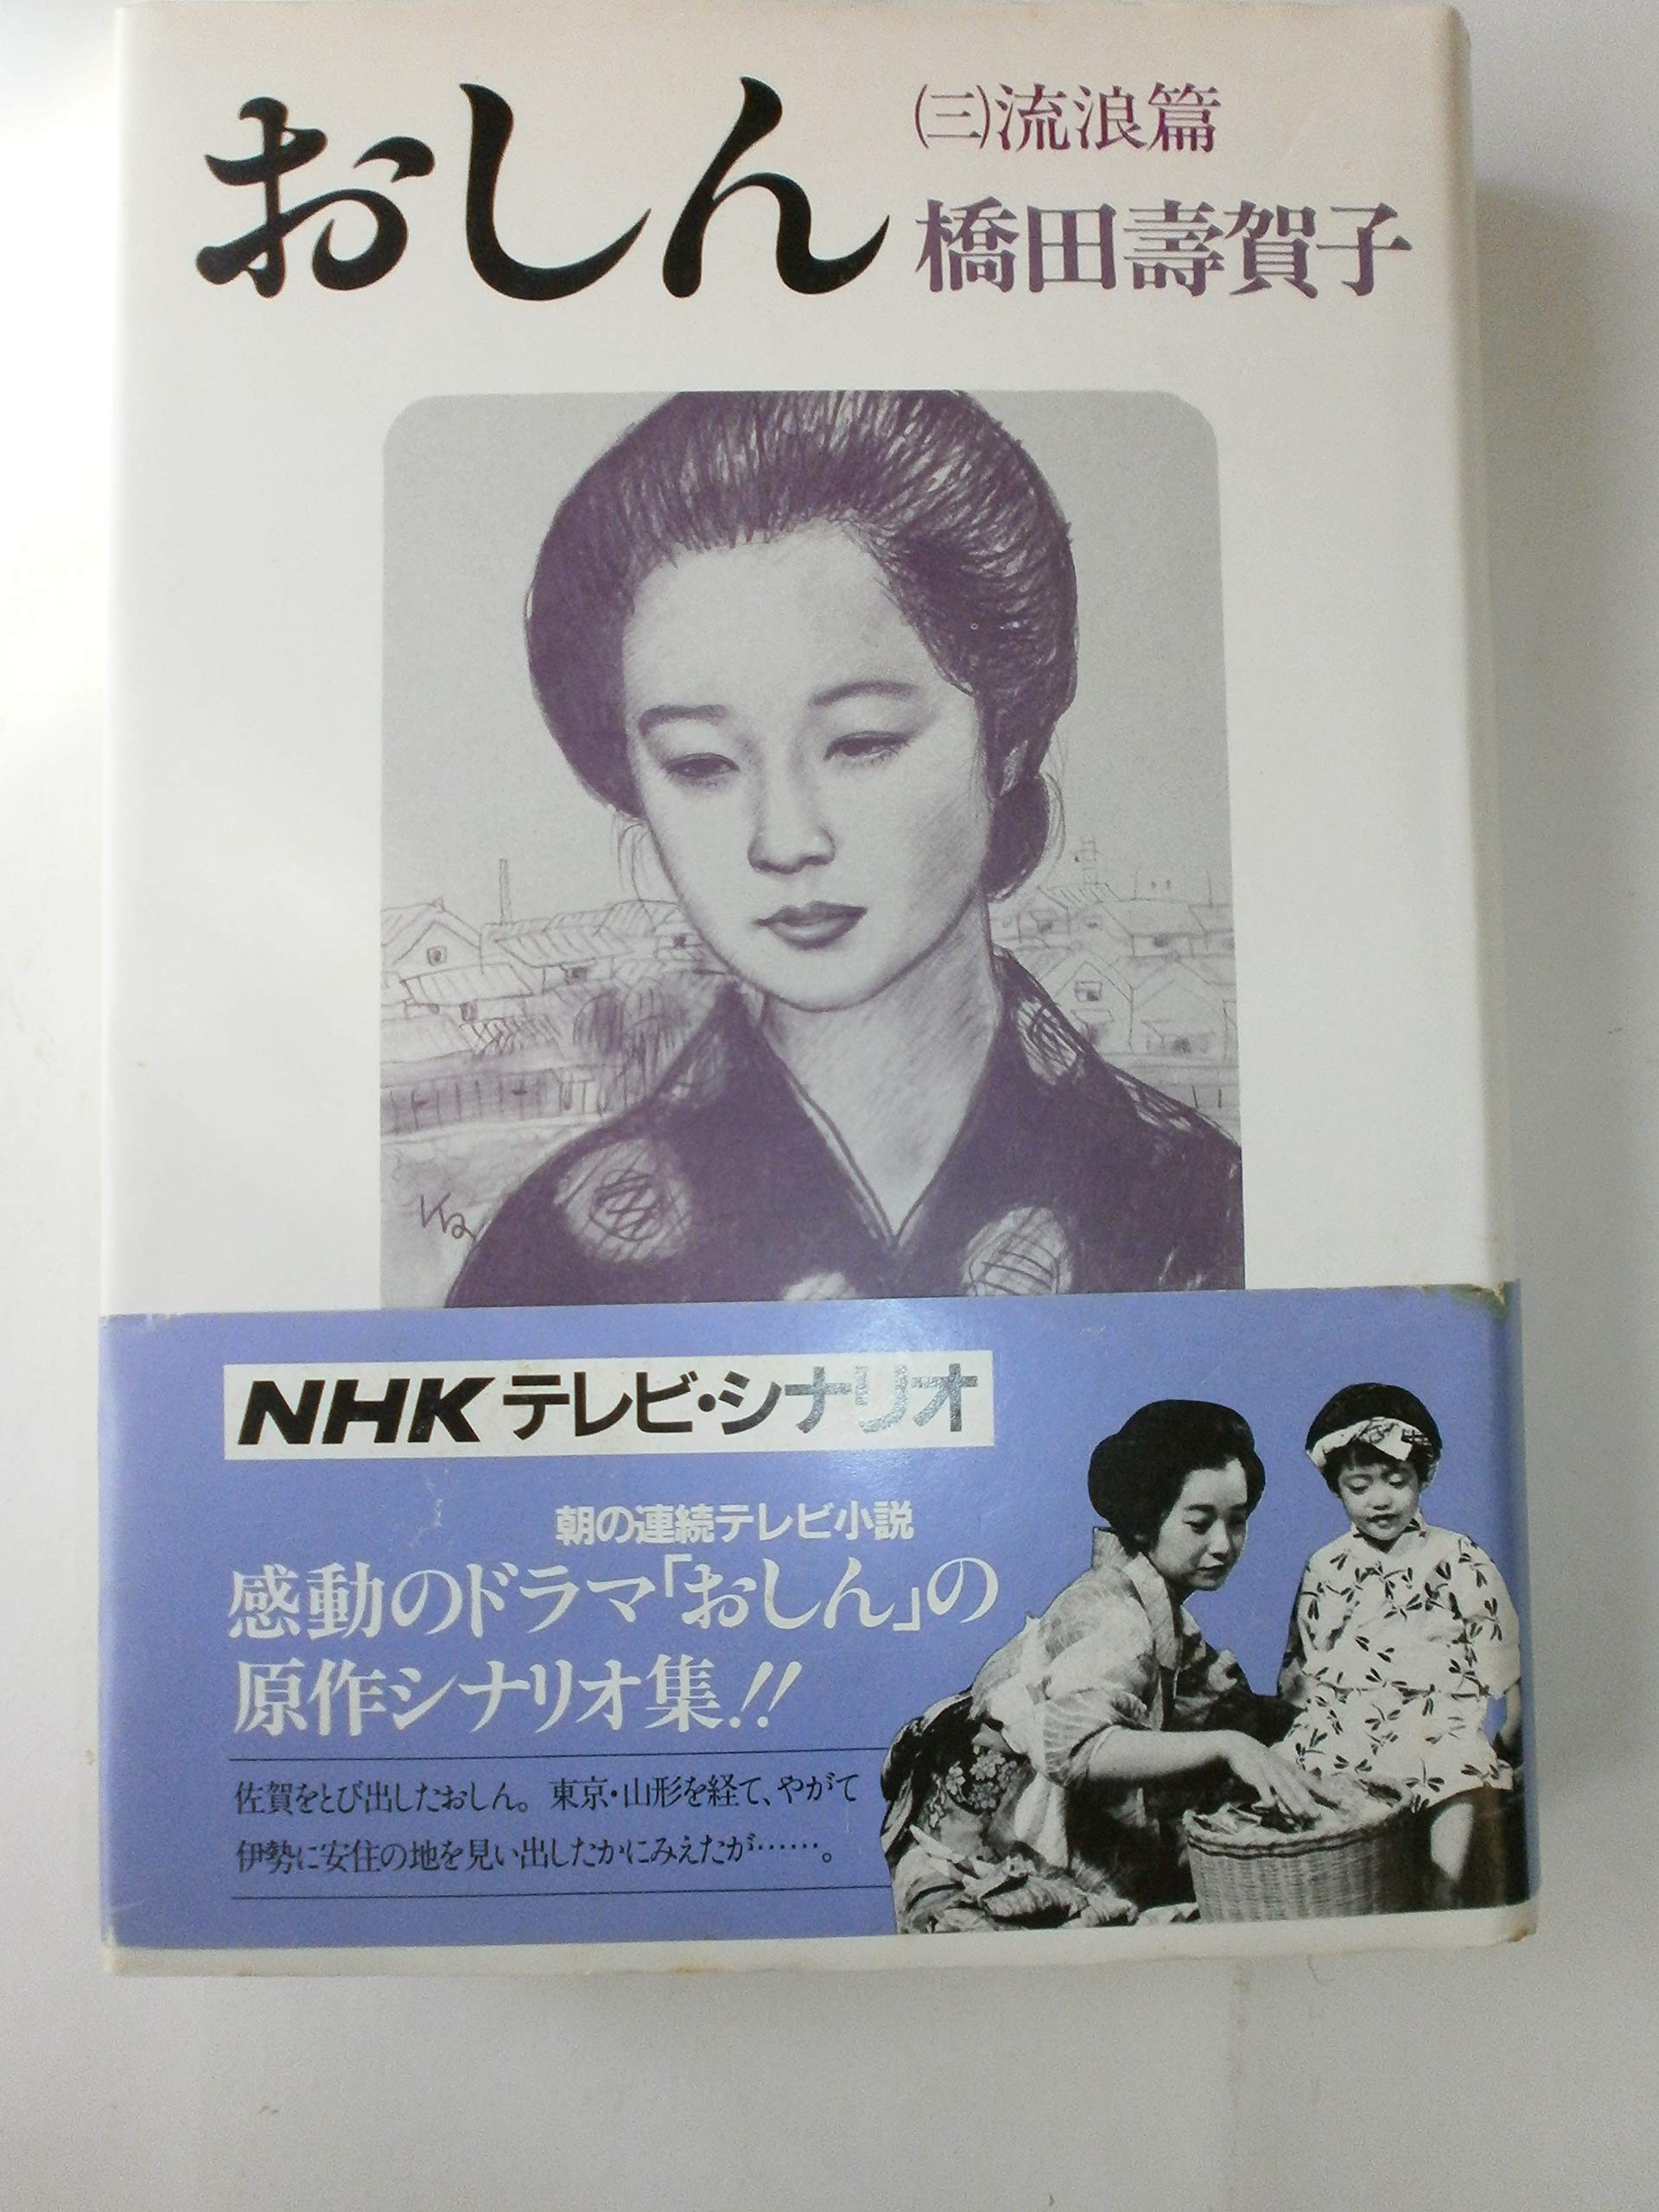 おしん
㈢流浪篇
橋田壽賀子
NHKテレビ・シナリオ
朝の連続テレビ小説
感動のドラマ「おしん」の
原作シナリオ集!!
佐賀をとび出したおしん。東京・山形を経て、やがて
伊勢に安住の地を見い出したかにみえたが……。